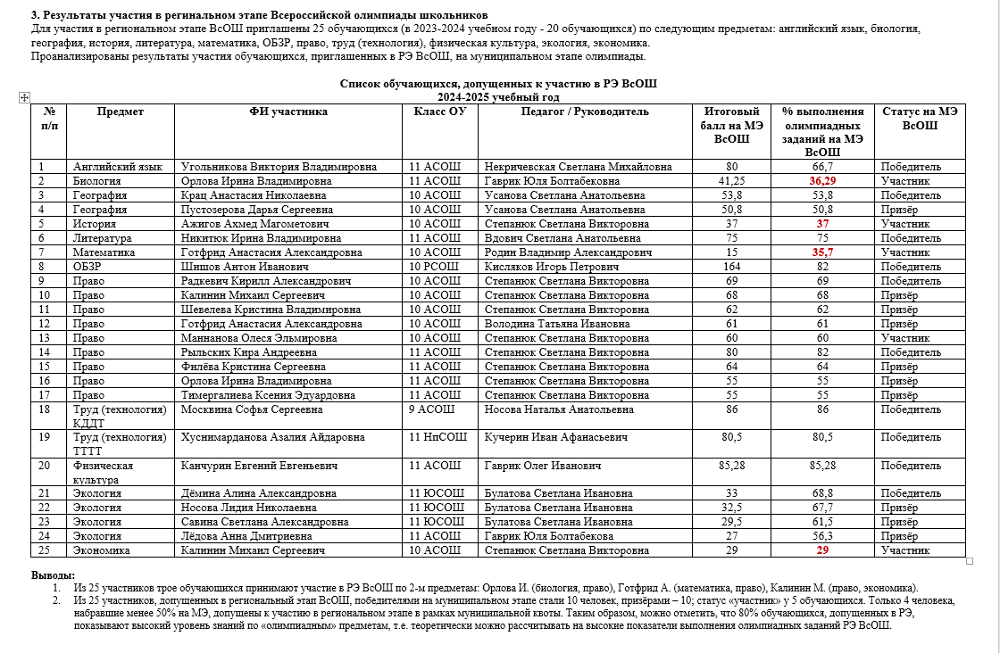 3. Результаты участия в регинальном этапе Всероссийской олимпиады школьников
Для участия в региональном этапе ВсОШ приглашены 25 обучающихся (в 2023-2024 учебном году - 20 обучающихся) по следующим предметам: английский язык, биология,
география, история, литература, математика, ОБЗР, право, труд (технология), физическая культура, экология, экономика.
Проанализированы результаты участия обучающихся, приглашенных в РЭ ВсОШ, на муниципальном этапе олимпиады.
Список обучающихся, допущенных к участию в РЭ ВсОШ
2024-2025 учебный год
№ п/п Предмет ФИ участника Класс ОУ Педагог / Руководитель Итоговый балл на МЭ ВсОШ % выполнения олимпиадных заданий на МЭ ВсОШ Статус на МЭ ВсОШ
1 Английский язык Угольникова Виктория Владимировна 11 АСОШ Некричевская Светлана Михайловна 80 66,7 Победитель
2 Биология Орлова Ирина Владимировна 11 АСОШ Гаврик Юля Болтабековна 41,25 36,29 Участник
3 География Крац Анастасия Николаевна 10 АСОШ Усанова Светлана Анатольевна 53,8 53,8 Победитель
4 География Пустозерова Дарья Сергеевна 10 АСОШ Усанова Светлана Анатольевна 50,8 50,8 Призёр
5 История Ажигов Ахмед Магометович 10 АСОШ Степанюк Светлана Викторовна 37 37 Участник
6 Литература Никитюк Ирина Владимировна 11 АСОШ Вдович Светлана Анатольевна 75 75 Победитель
7 Математика Готфрид Анастасия Александровна 10 АСОШ Родин Владимир Александрович 15 35,7 Участник
8 ОБЗР Шишов Антон Иванович 10 РСОШ Кисляков Игорь Петрович 164 82 Победитель
9 Право Радкевич Кирилл Александрович 10 АСОШ Степанюк Светлана Викторовна 69 69 Победитель
10 Право Калинин Михаил Сергеевич 10 АСОШ Степанюк Светлана Викторовна 68 68 Призёр
11 Право Шевелева Кристина Владимировна 10 АСОШ Степанюк Светлана Викторовна 62 62 Призёр
12 Право Готфрид Анастасия Александровна 10 АСОШ Володина Татьяна Ивановна 61 61 Призёр
13 Право Маннанова Олеся Эльмировна 10 АСОШ Степанюк Светлана Викторовна 60 60 Участник
14 Право Рыльских Кира Андреевна 11 АСОШ Степанюк Светлана Викторовна 80 82 Победитель
15 Право Филёва Кристина Сергеевна 11 АСОШ Степанюк Светлана Викторовна 64 64 Призёр
16 Право Орлова Ирина Владимировна 11 АСОШ Степанюк Светлана Викторовна 55 55 Призёр
17 Право Тимергалиева Ксения Эдуардовна 11 АСОШ Степанюк Светлана Викторовна 55 55 Призёр
18 Труд (технология) КДДТ Москвина Софья Сергеевна 9 АСОШ Носова Наталья Анатольевна 86 86 Победитель
19 Труд (технология) ТТТТ Хуснимарданова Азалия Айдаровна 11 НпСОШ Кучерин Иван Афанасьевич 80,5 80,5 Победитель
20 Физическая культура Канчурин Евгений Евгеньевич 11 АСОШ Гаврик Олег Иванович 85,28 85,28 Победитель
21 Экология Дёмина Алина Александровна 11 ЮСОШ Булатова Светлана Ивановна 33 68,8 Победитель
22 Экология Носова Лидия Николаевна 11 ЮСОШ Булатова Светлана Ивановна 32,5 67,7 Призёр
23 Экология Савина Светлана Александровна 11 ЮСОШ Булатова Светлана Ивановна 29,5 61,5 Призёр
24 Экология Лёдова Анна Дмитриевна 11 АСОШ Гаврик Юля Болтабекова 27 56,3 Призёр
25 Экономика Калинин Михаил Сергеевич 10 АСОШ Степанюк Светлана Викторовна 29 29 Участник
Выводы:
1. Из 25 участников трое обучающихся принимают участие в РЭ ВсОШ по 2-м предметам: Орлова И. (биология, право), Готфрид А. (математика, право), Калинин М. (право, экономика).
2. Из 25 участников, допущенных в региональный этап ВсОШ, победителями на муниципальном этапе стали 10 человек, призёрами – 10; статус «участник» у 5 обучающихся. Только 4 человека,
набравшие менее 50% на МЭ, допущены к участию в региональном этапе в рамках муниципальной квоты. Таким образом, можно отметить, что 80% обучающихся, допущенных в РЭ,
показывают высокий уровень знаний по «олимпиадным» предметам, т.е. теоретически можно рассчитывать на высокие показатели выполнения олимпиадных заданий РЭ ВсОШ.